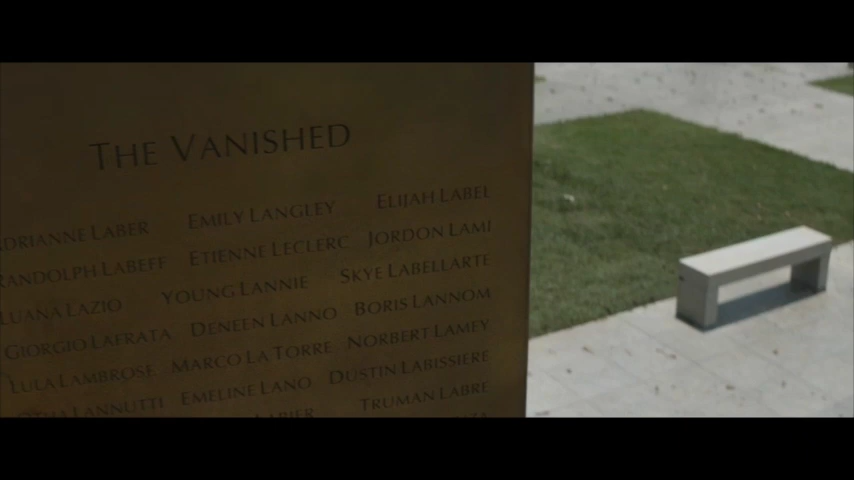 THE VANISHED
ADRIANNE LABER EMILY LANGLEY ELIJAH LABEL
RANDOLPH LABEFF ETIENNE LECLERC JORDON LAMI
LUANA LAZIO YOUNG LANNIE SKYE LABELLARTE
GIORGIO LAFRATA DENEEN LANNO BORIS LANNOM
LULA LAMBROSE MARCO LA TORRE NORBERT LAMEY
LANNUTTI EMELINE LANO DUSTIN LABISSIERE
TRUMAN LABRE